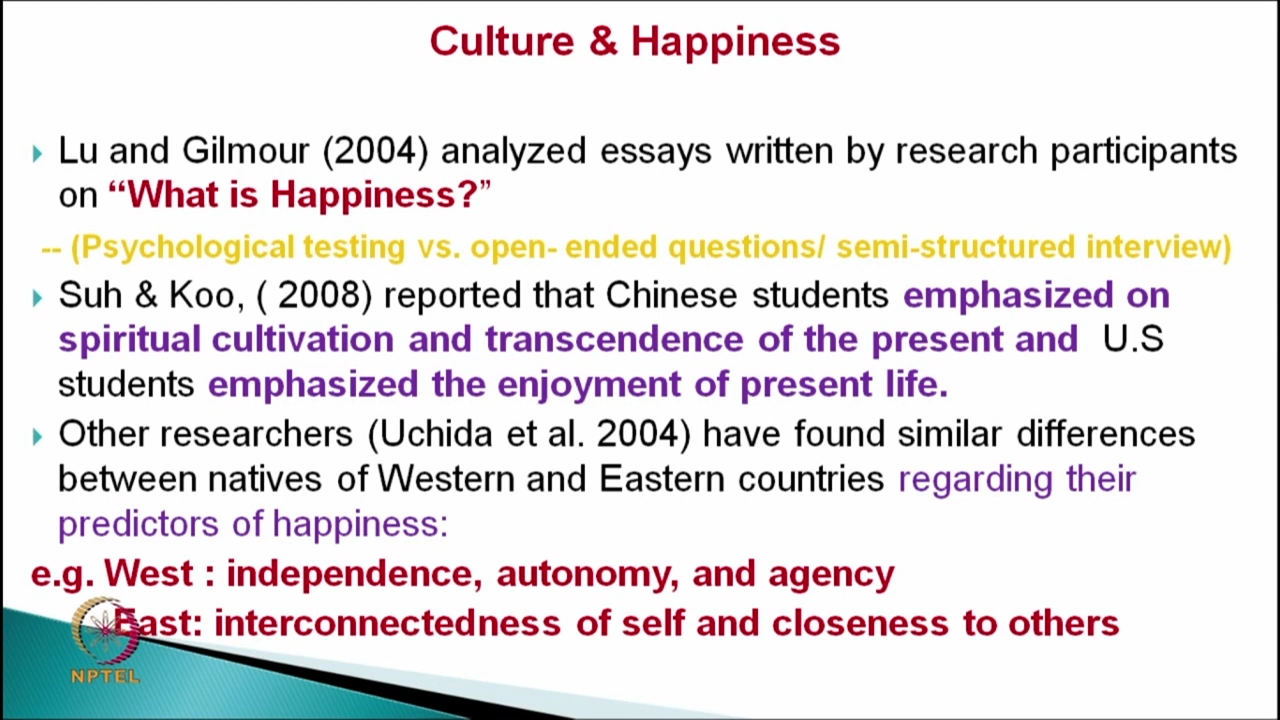 Culture & Happiness
Lu and Gilmour (2004) analyzed essays written by research participants
on “What is Happiness?”
-- (Psychological testing vs. open- ended questions/ semi-structured interview)
Suh & Koo, ( 2008) reported that Chinese students emphasized on
spiritual cultivation and transcendence of the present and U.S
students emphasized the enjoyment of present life.
Other researchers (Uchida et al. 2004) have found similar differences
between natives of Western and Eastern countries regarding their
predictors of happiness:
e.g. West : independence, autonomy, and agency
East: interconnectedness of self and closeness to others
NPTEL